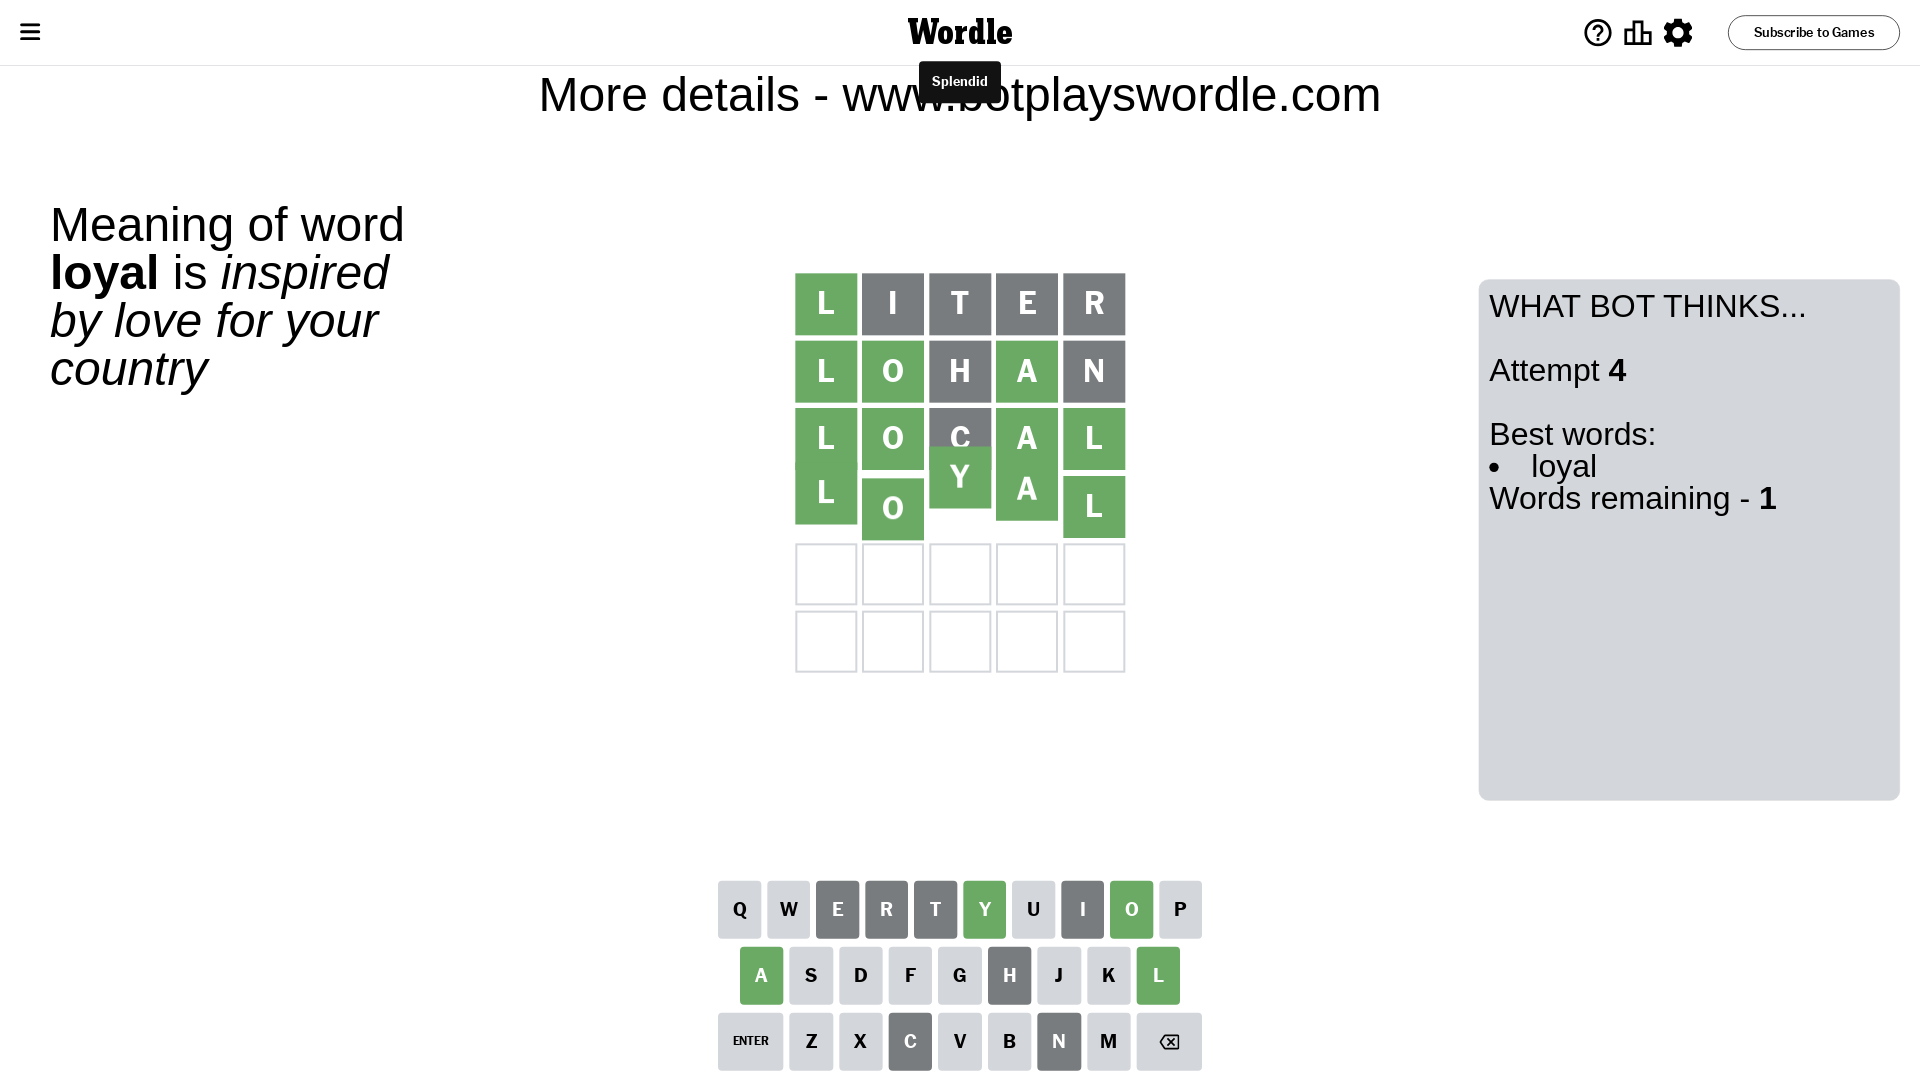 Wordle
Subscribe to Games
Splendid
More details - www.botplayswordle.com
Meaning of word
loyal is inspired
by love for your
country
L I T E R
L O H A N
L O C A L
L O Y A L
WHAT BOT THINKS...
Attempt 4
Best words:
• loyal
Words remaining - 1
Q W E R T Y U I O P
A S D F G H J K L
ENTER Z X C V B N M